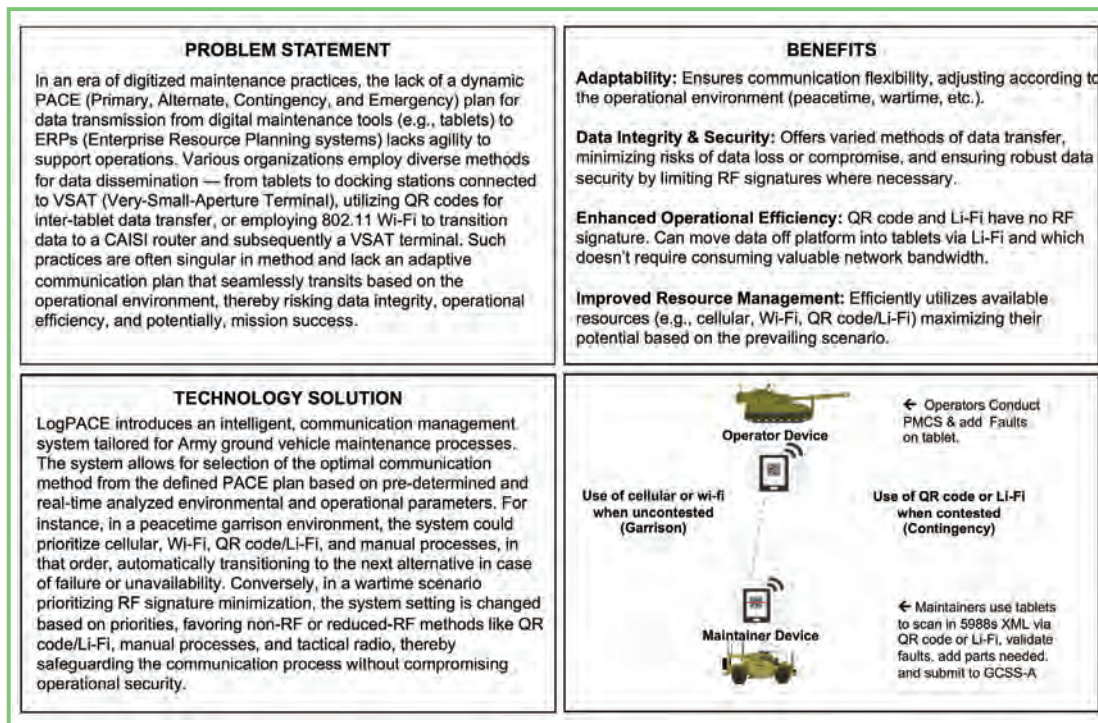 PROBLEM STATEMENT
In an era of digitized maintenance practices, the lack of a dynamic
PACE (Primary, Alternate, Contingency, and Emergency) plan for
data transmission from digital maintenance tools (e.g., tablets) to
ERPs (Enterprise Resource Planning systems) lacks agility to
support operations. Various organizations employ diverse methods
for data dissemination — from tablets to docking stations connected
to VSAT (Very-Small-Aperture Terminal), utilizing QR codes for
inter-tablet data transfer, or employing 802.11 Wi-Fi to transition
data to a CAISI router and subsequently a VSAT terminal. Such
practices are often singular in method and lack an adaptive
communication plan that seamlessly transits based on the
operational environment, thereby risking data integrity, operational
efficiency, and potentially, mission success.
BENEFITS
Adaptability: Ensures communication flexibility, adjusting according to
the operational environment (peacetime, wartime, etc.).
Data Integrity & Security: Offers varied methods of data transfer,
minimizing risks of data loss or compromise, and ensuring robust data
security by limiting RF signatures where necessary.
Enhanced Operational Efficiency: QR code and Li-Fi have no RF
signature. Can move data off platform into tablets via Li-Fi and which
doesn't require consuming valuable network bandwidth.
Improved Resource Management: Efficiently utilizes available
resources (e.g., cellular, Wi-Fi, QR code/Li-Fi) maximizing their
potential based on the prevailing scenario.
TECHNOLOGY SOLUTION
LogPACE introduces an intelligent, communication management
system tailored for Army ground vehicle maintenance processes.
The system allows for selection of the optimal communication
method from the defined PACE plan based on pre-determined and
real-time analyzed environmental and operational parameters. For
instance, in a peacetime garrison environment, the system could
prioritize cellular, Wi-Fi, QR code/Li-Fi, and manual processes, in
that order, automatically transitioning to the next alternative in case
of failure or unavailability. Conversely, in a wartime scenario
prioritizing RF signature minimization, the system setting is changed
based on priorities, favoring non-RF or reduced-RF methods like QR
code/Li-Fi, manual processes, and tactical radio, thereby
safeguarding the communication process without compromising
operational security.
← Operators Conduct
PMCS & add Faults
on tablet.
Operator Device
Use of cellular or wi-fi
when uncontested
(Garrison)
Use of QR code or Li-Fi
when contested
(Contingency)
Maintainer Device
← Maintainers use tablets
to scan in 5988s XML via
QR code or Li-Fi, validate
faults, add parts needed,
and submit to GCSS-A